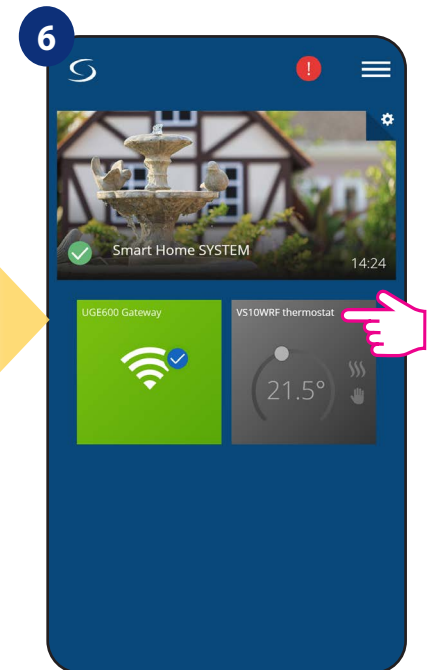 6
!
Smart Home SYSTEM
14:24
UGE600 Gateway
VS10WRF thermostat
21.5°